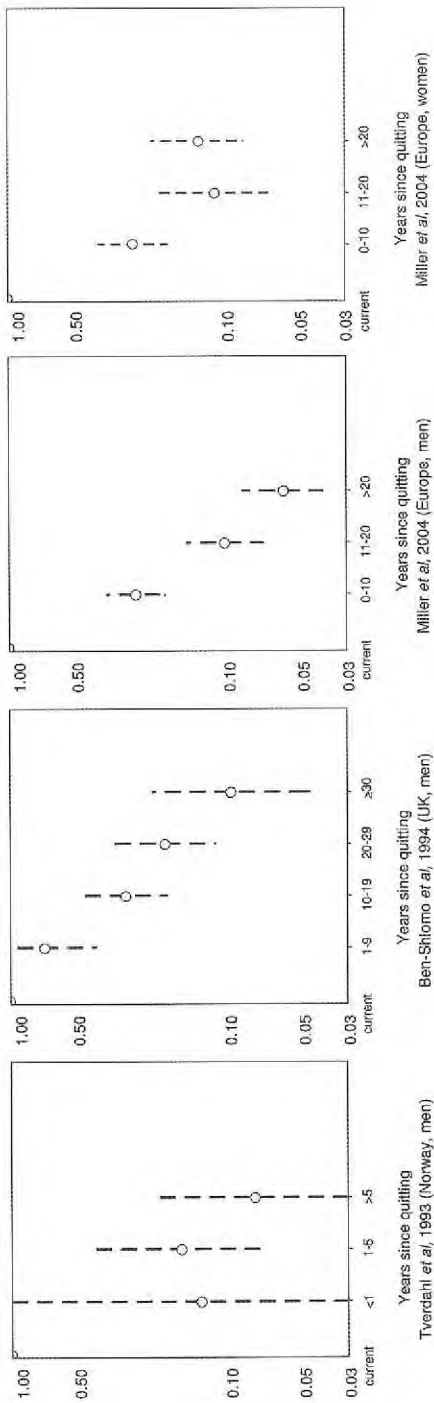 1.00
0.50
0.10
0.05
0.03
current
<1
1-5
>5
Years since quitting
Tverdahl et al, 1993 (Norway, men)
1.00
0.50
0.10
0.05
0.03
current
1-9
10-19
20-29
≥30
Years since quitting
Ben-Shlomo et al, 1994 (UK, men)
1.00
0.50
0.10
0.05
0.03
current
0-10
11-20
>20
Years since quitting
Miller et al, 2004 (Europe, men)
1.00
0.50
0.10
0.05
0.03
current
0-10
11-20
>20
Years since quitting
Miller et al, 2004 (Europe, women)